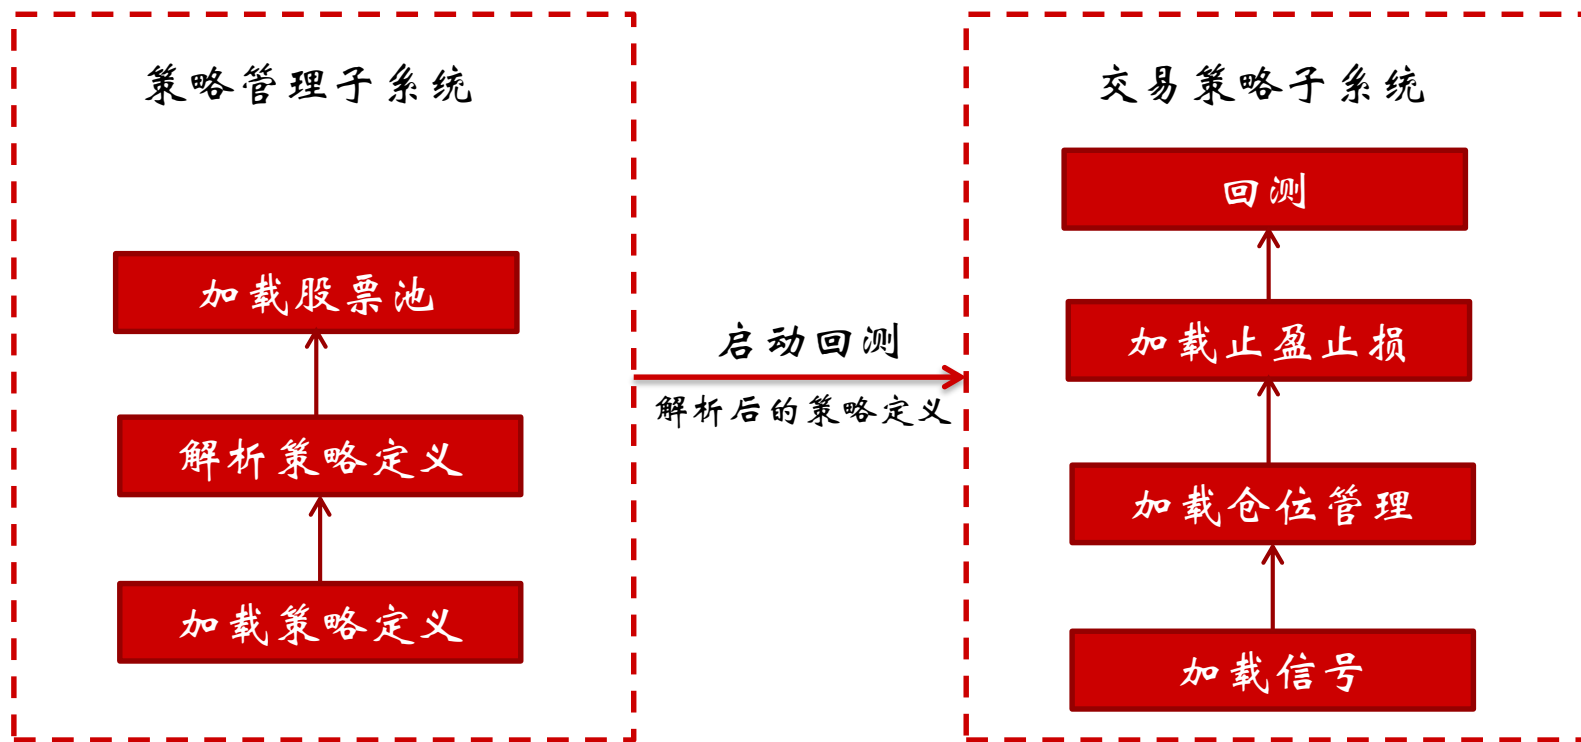 策略管理子系统
加载股票池
解析策略定义
加载策略定义
启动回测
解析后的策略定义
交易策略子系统
回测
加载止盈止损
加载仓位管理
加载信号